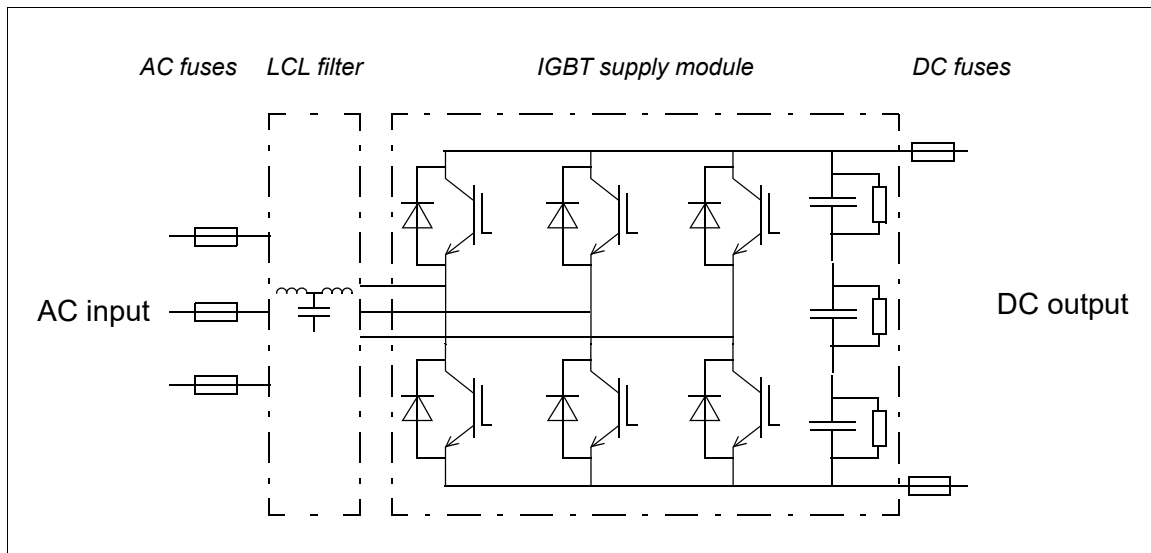 AC fuses
LCL filter
IGBT supply module
DC fuses
AC input
DC output